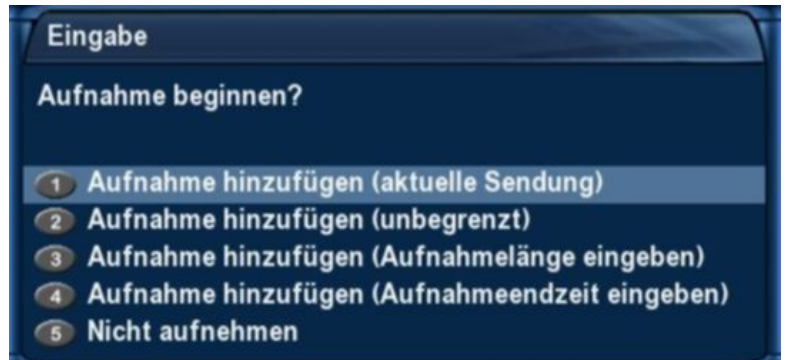 Eingabe
Aufnahme beginnen?
1 Aufnahme hinzufügen (aktuelle Sendung)
2 Aufnahme hinzufügen (unbegrenzt)
3 Aufnahme hinzufügen (Aufnahmelänge eingeben)
4 Aufnahme hinzufügen (Aufnahmeendzeit eingeben)
5 Nicht aufnehmen